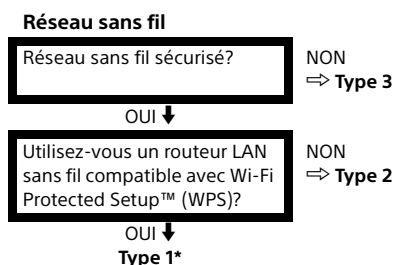 Réseau sans fil
Réseau sans fil sécurisé?
NON
⇨ Type 3
OUI ⬇
Utilisez-vous un routeur LAN
sans fil compatible avec Wi-Fi
Protected Setup™ (WPS)?
NON
⇨ Type 2
OUI ⬇
Type 1*